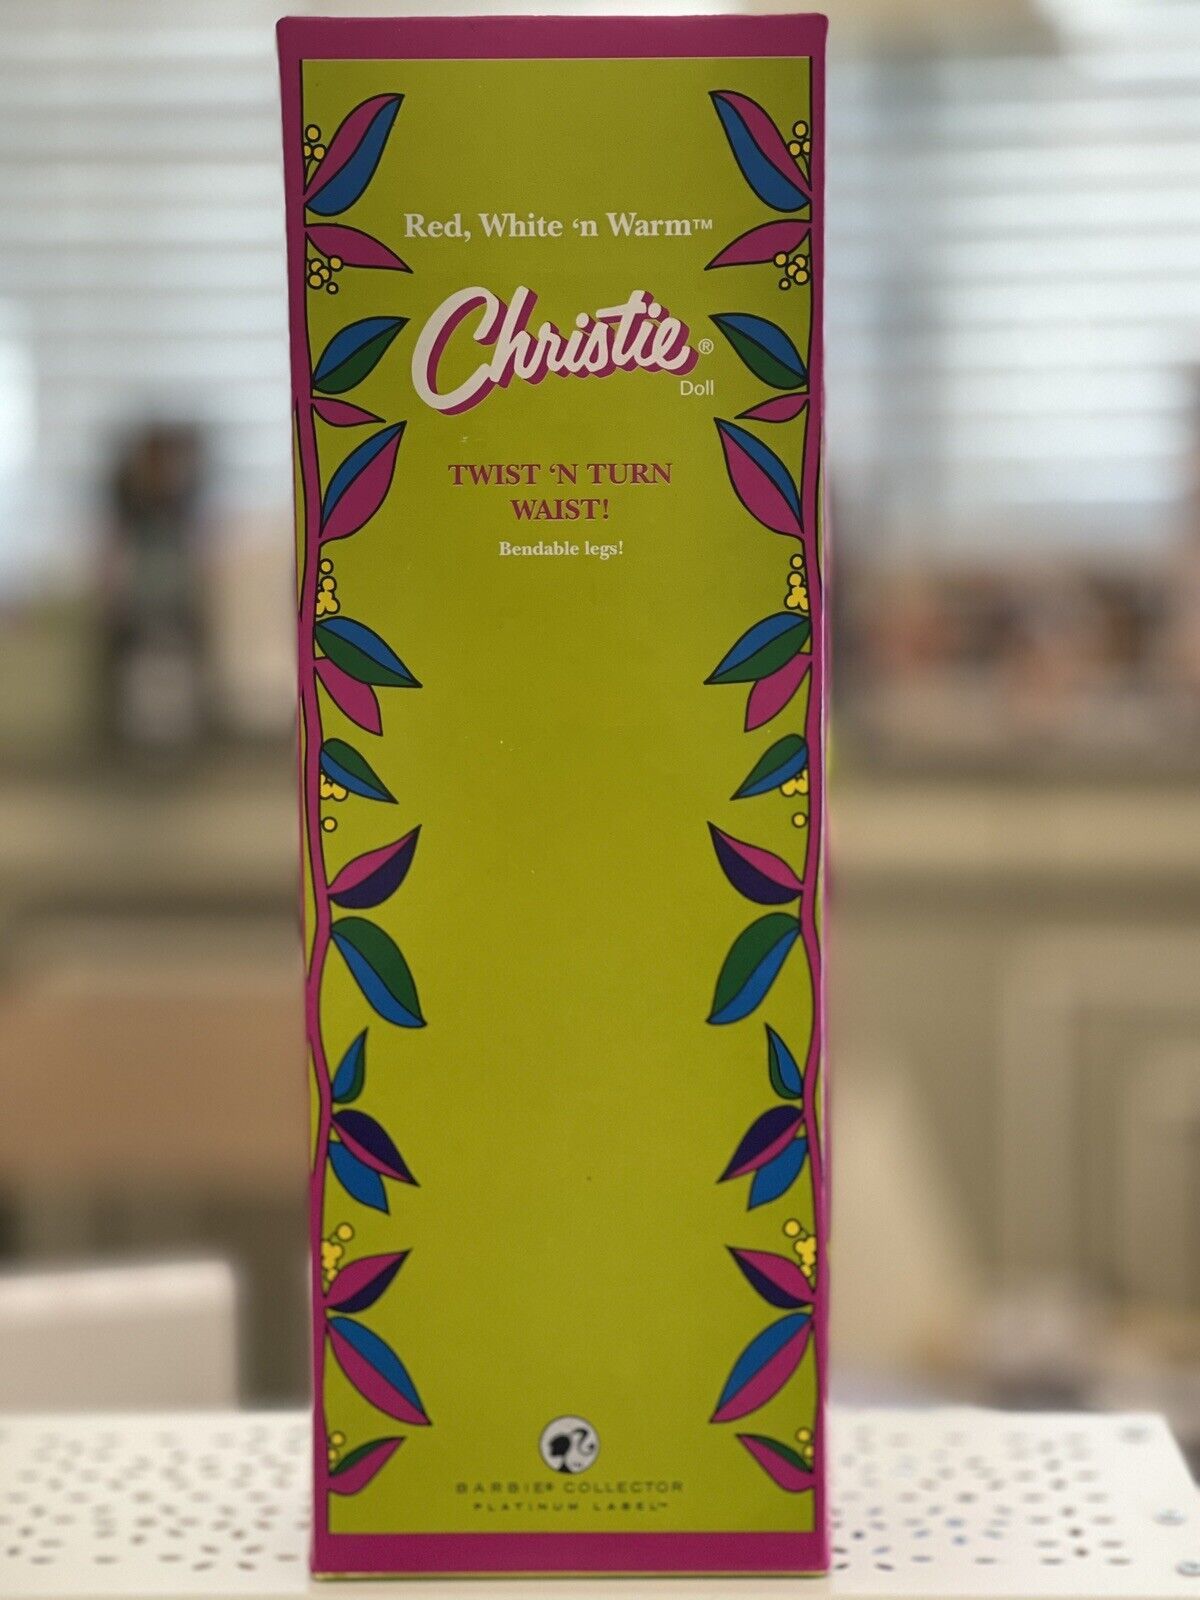 Red, White ‘n Warm™
Christie®
Doll
TWIST ‘N TURN
WAIST!
Bendable legs!
BARBIE® COLLECTOR
PLATINUM LABEL™